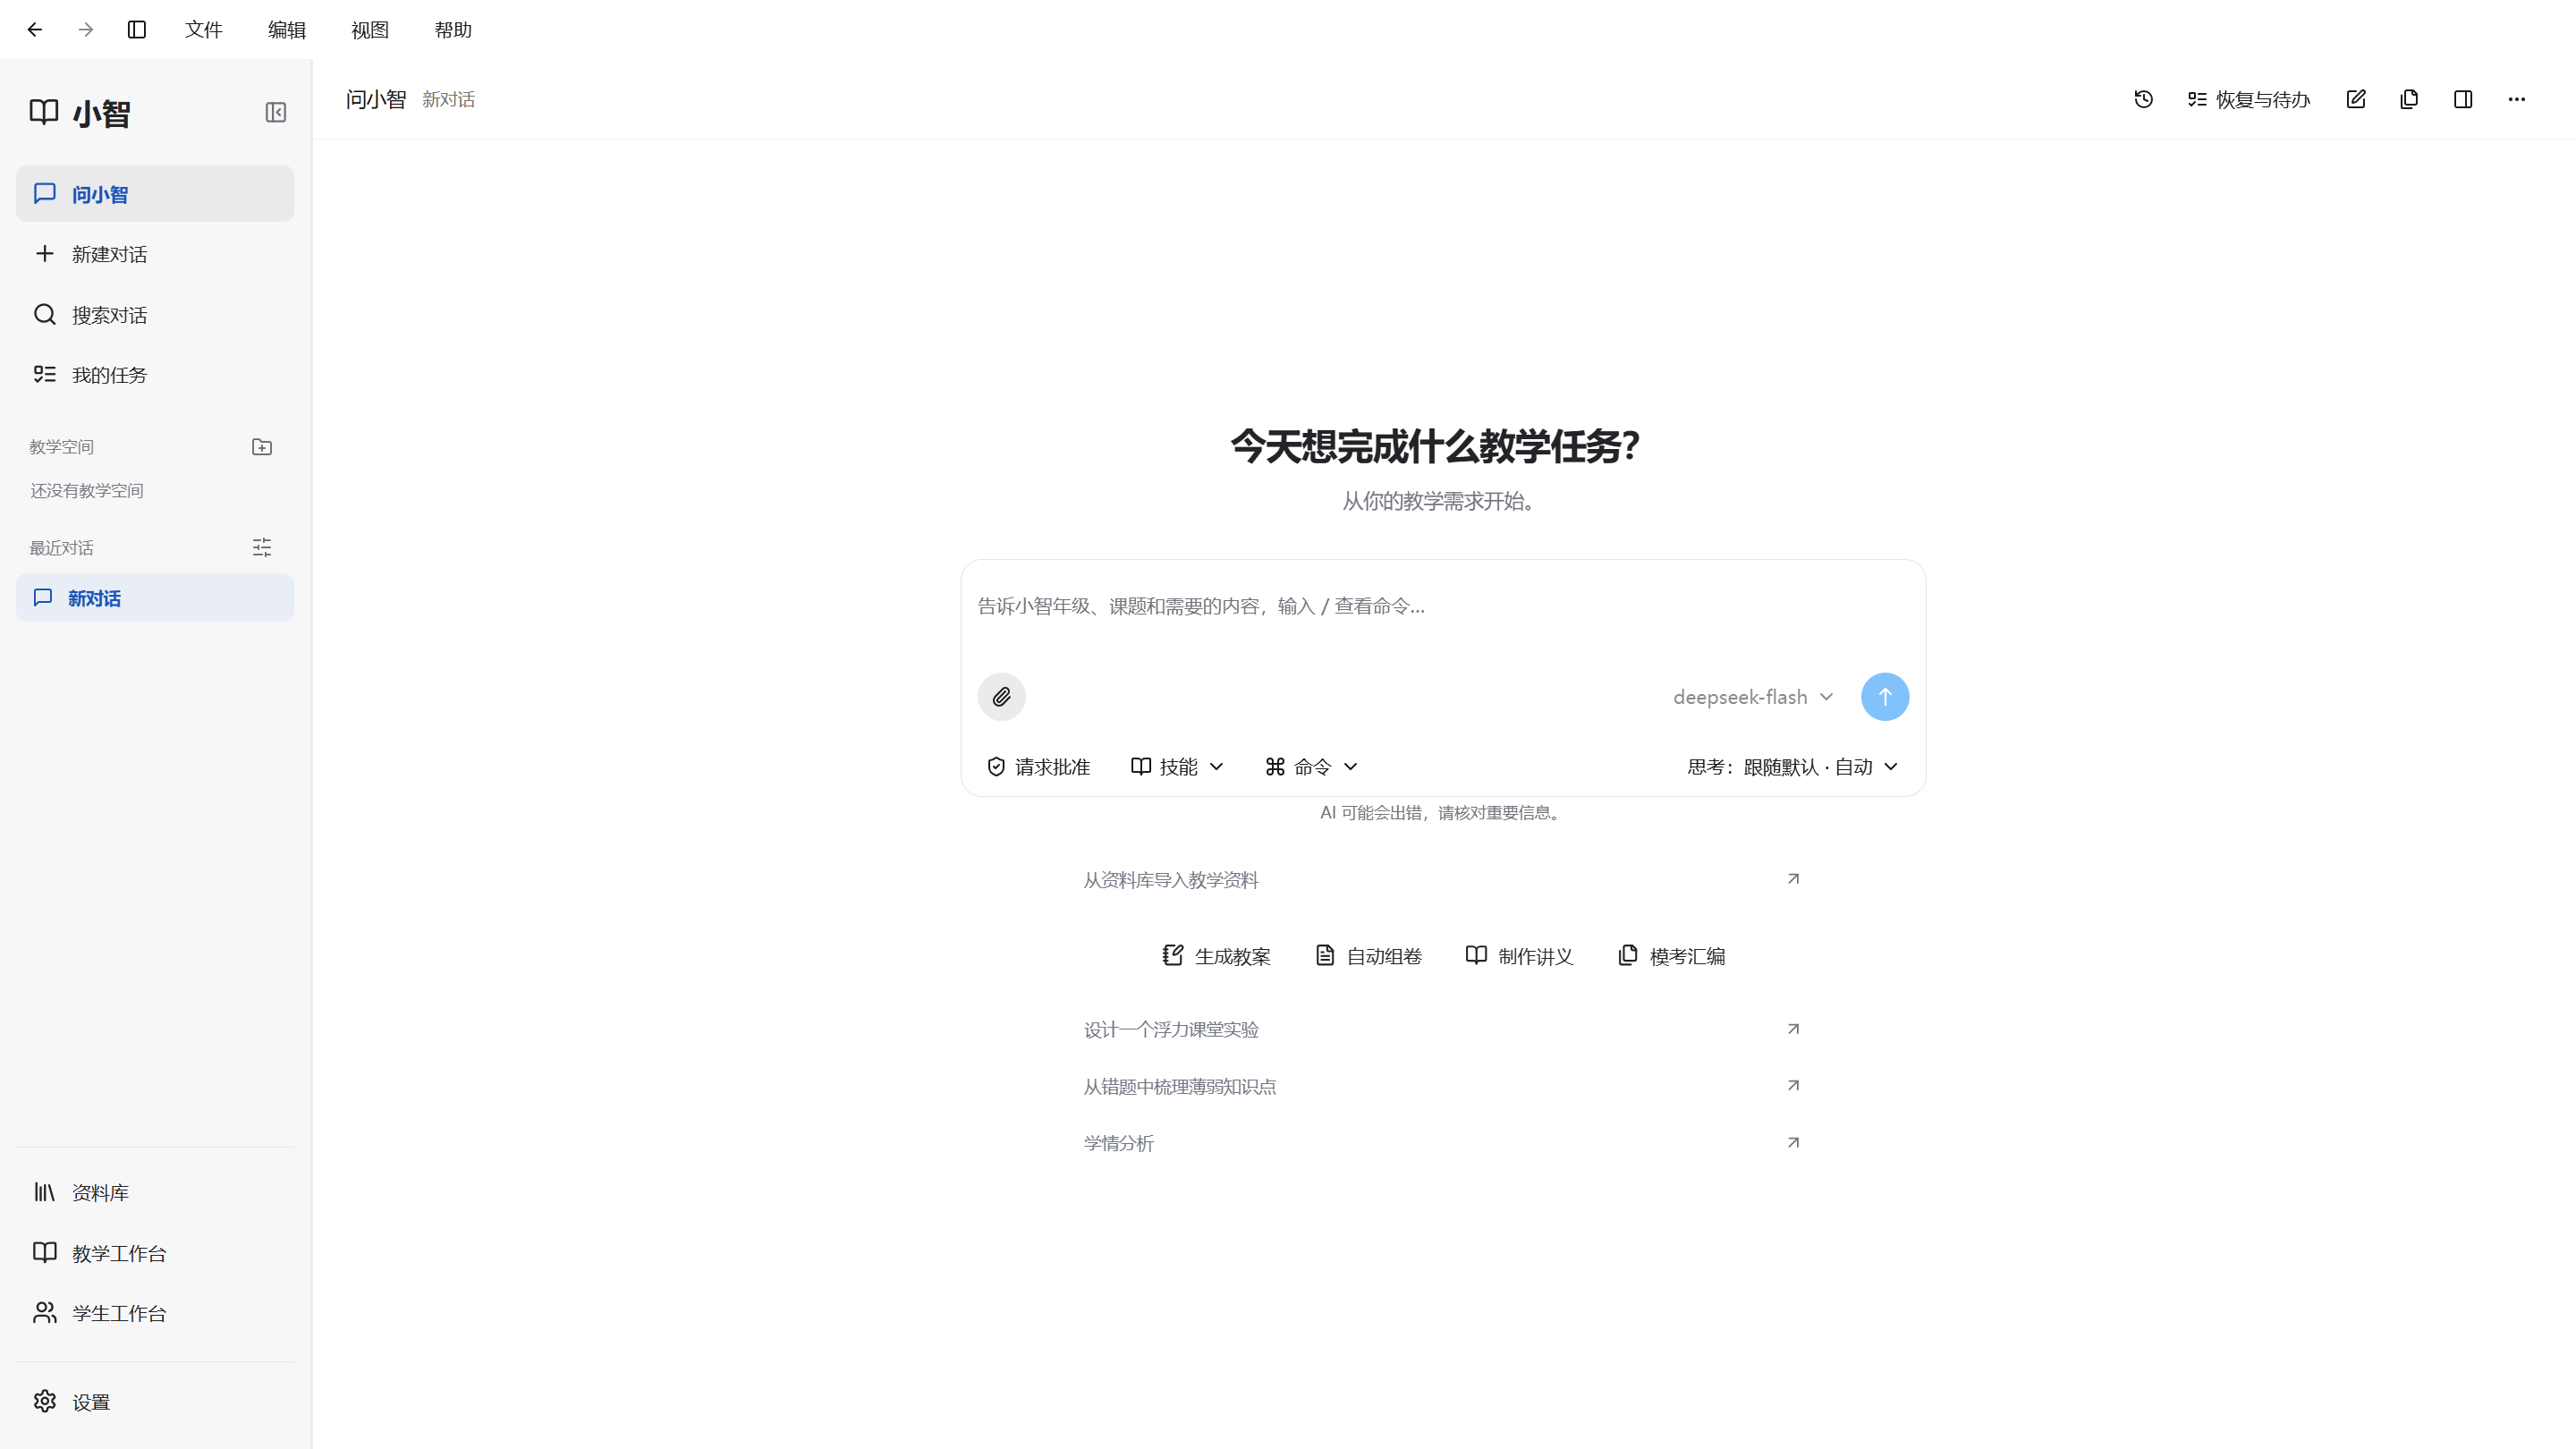 文件 编辑 视图 帮助
小智
问小智 新对话
恢复与待办
问小智
新建对话
搜索对话
我的任务
教学空间
还没有教学空间
最近对话
新对话
今天想完成什么教学任务？
从你的教学需求开始。
告诉小智年级、课题和需要的内容，输入 / 查看命令...
deepseek-flash
请求批准 技能 命令 思考：跟随默认 · 自动
AI 可能会出错，请核对重要信息。
从资料库导入教学资料
生成教案 自动组卷 制作讲义 模考汇编
设计一个浮力课堂实验
从错题中梳理薄弱知识点
学情分析
资料库
教学工作台
学生工作台
设置